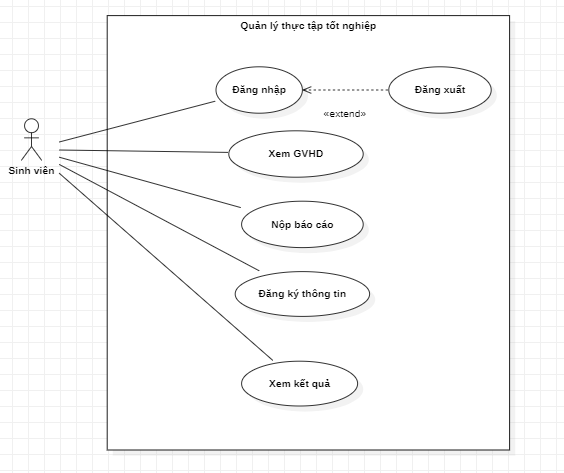 Quản lý thực tập tốt nghiệp
Đăng nhập
Đăng xuất
«extend»
Xem GVHD
Sinh viên
Nộp báo cáo
Đăng ký thông tin
Xem kết quả